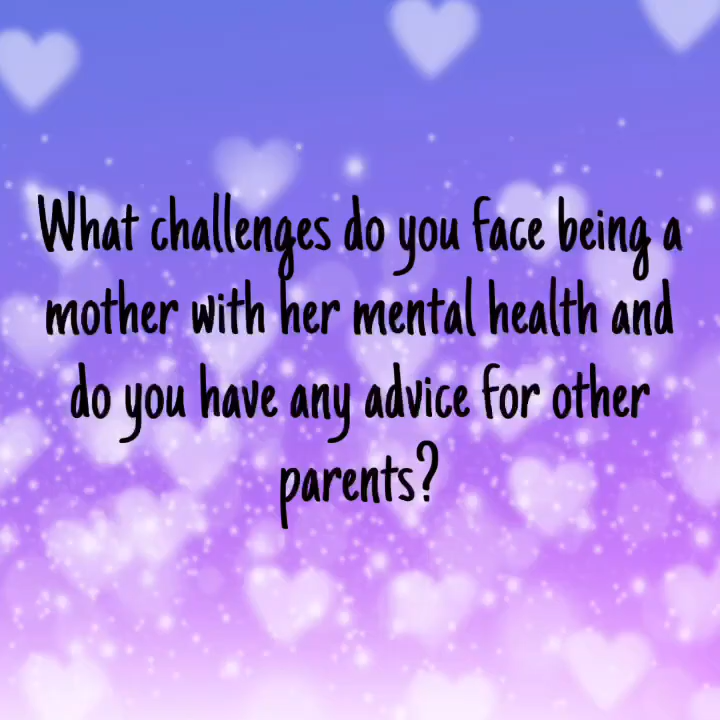 What challenges do you face being a
mother with her mental health and
do you have any advice for other
parents?